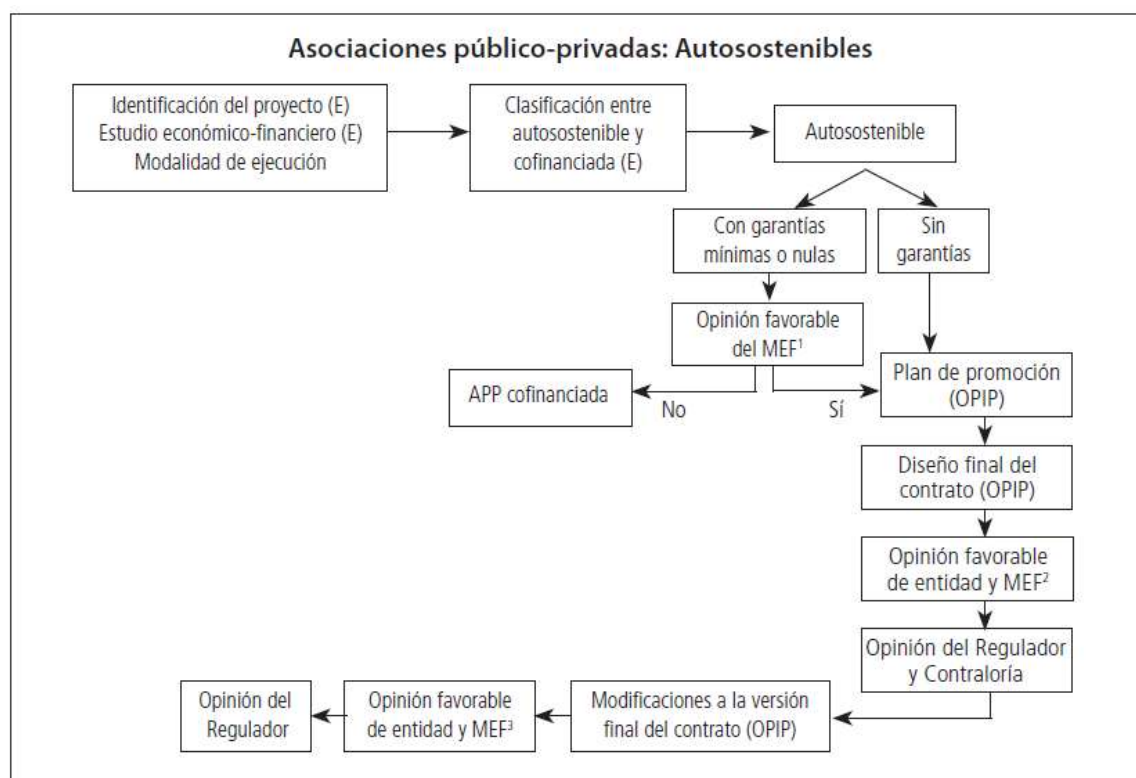 Asociaciones público-privadas: Autosostenibles
Identificación del proyecto (E)
Estudio económico-financiero (E)
Modalidad de ejecución
Clasificación entre
autosostenible y
cofinanciada (E)
Autosostenible
Con garantías
mínimas o nulas
Sin
garantías
Opinión favorable
del MEF¹
APP cofinanciada
No
Sí
Plan de promoción
(OPIP)
Diseño final del
contrato (OPIP)
Opinión favorable
de entidad y MEF²
Opinión del Regulador
y Contraloría
Modificaciones a la versión
final del contrato (OPIP)
Opinión favorable
de entidad y MEF³
Opinión del
Regulador